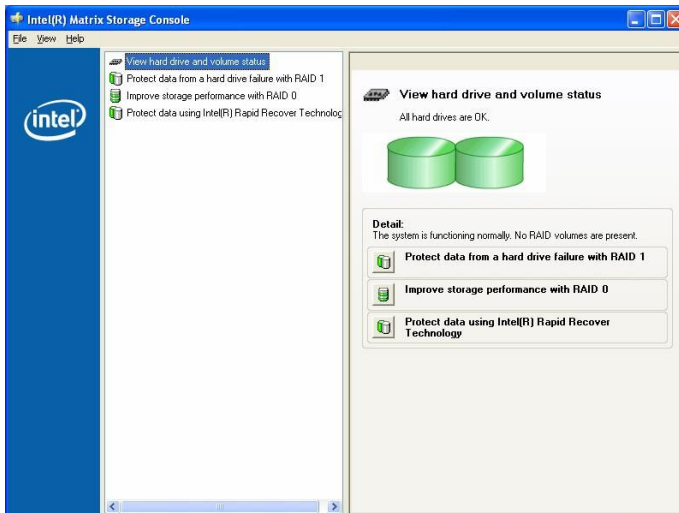 Intel(R) Matrix Storage Console
File View Help
intel
View hard drive and volume status
Protect data from a hard drive failure with RAID 1
Improve storage performance with RAID 0
Protect data using Intel(R) Rapid Recover Technolog
View hard drive and volume status
All hard drives are OK.
Detail:
The system is functioning normally. No RAID volumes are present.
Protect data from a hard drive failure with RAID 1
Improve storage performance with RAID 0
Protect data using Intel(R) Rapid Recover
Technology